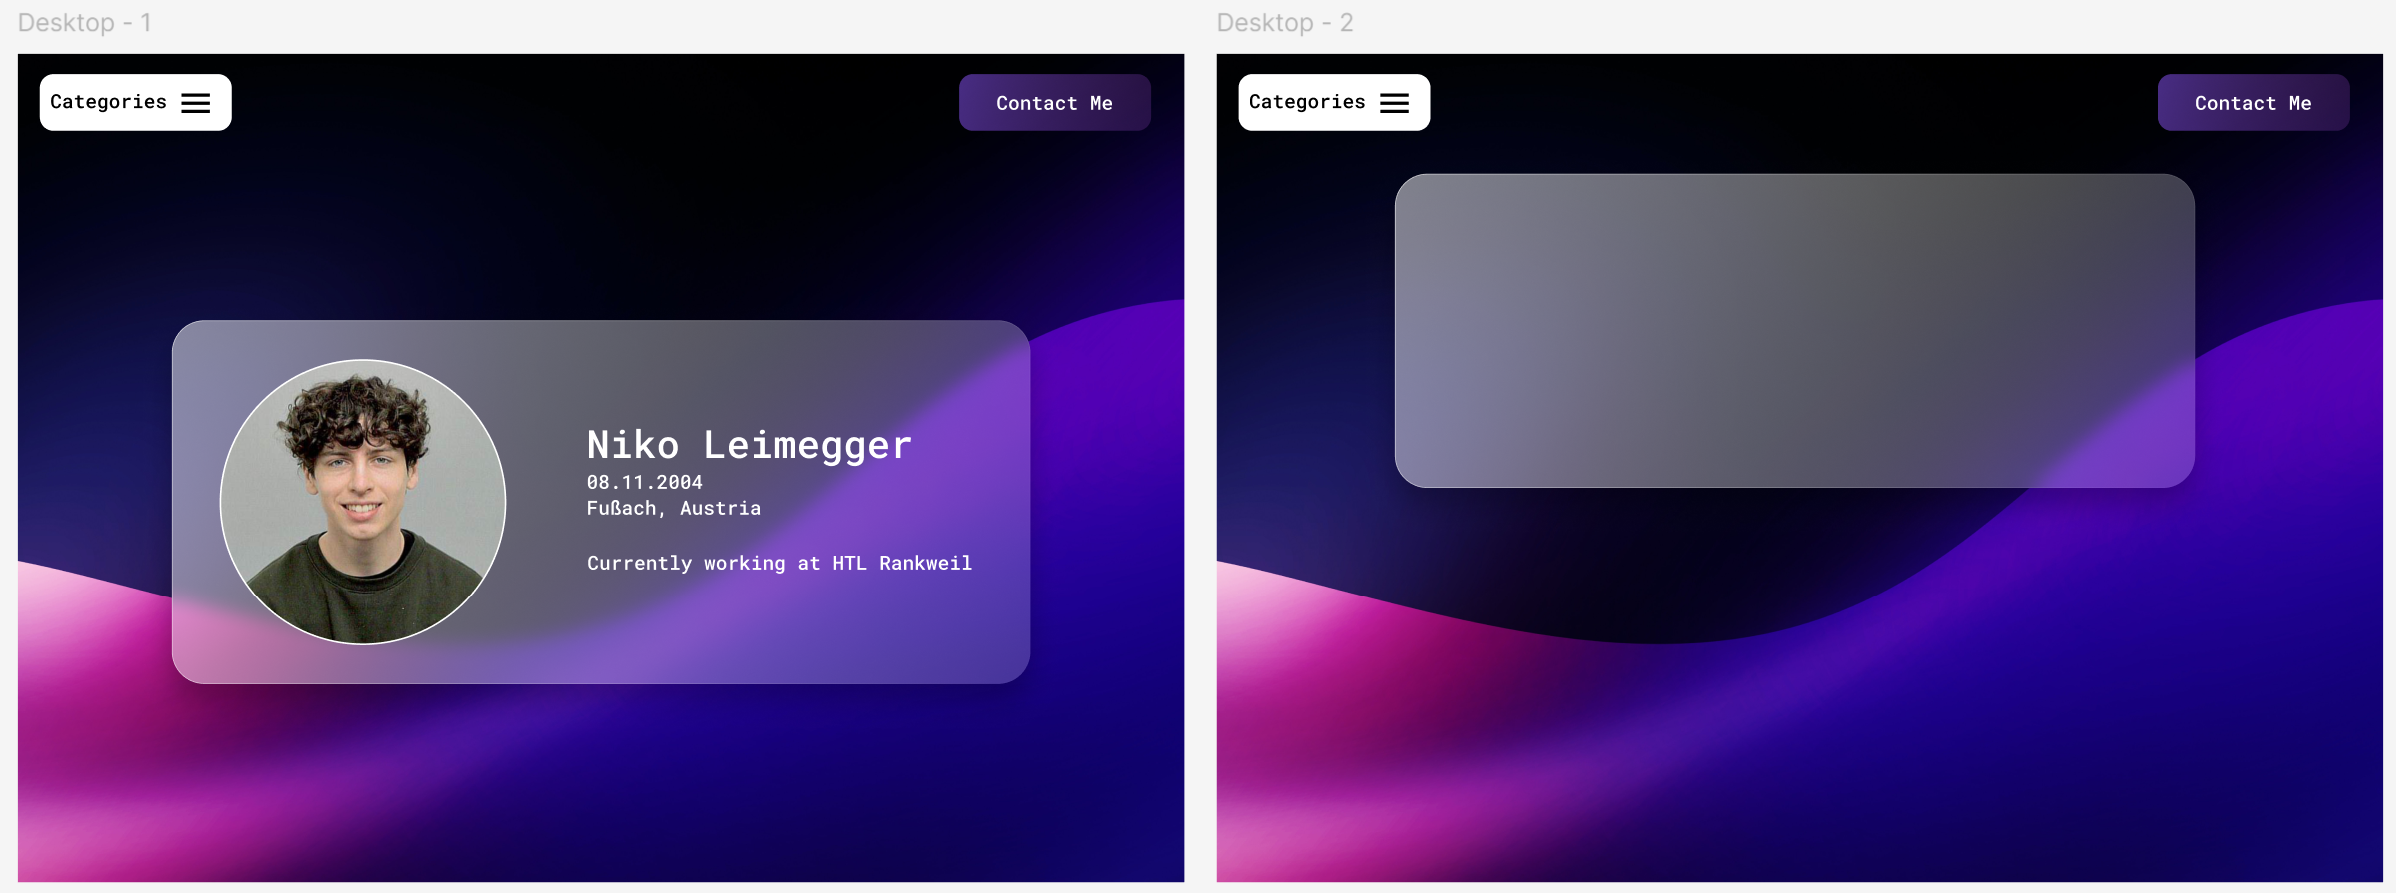 Desktop - 1
Categories
Contact Me
Niko Leimegger
08.11.2004
Fußach, Austria
Currently working at HTL Rankweil
Desktop - 2
Categories
Contact Me